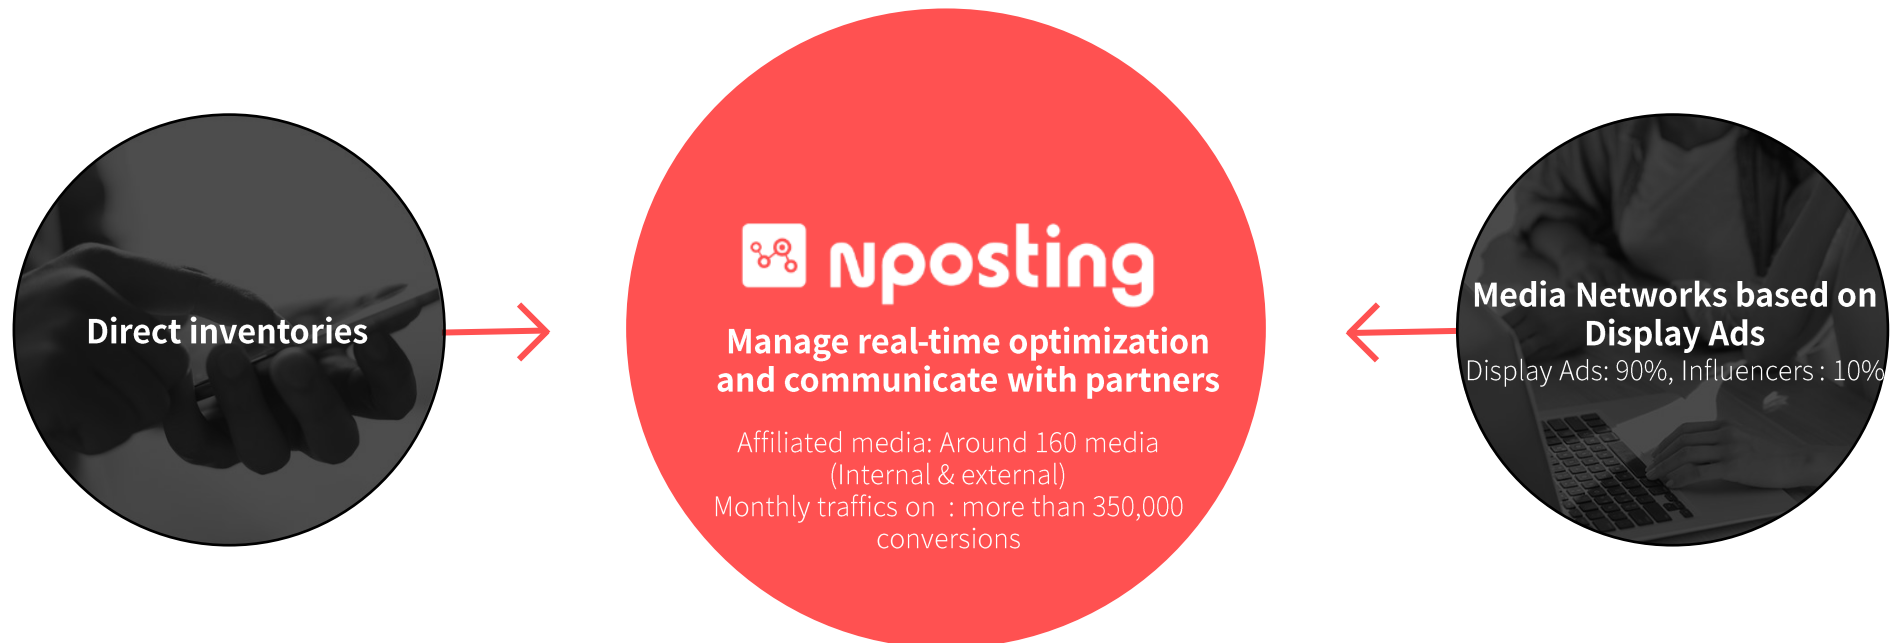 Direct inventories
Nposting
Manage real-time optimization
and communicate with partners
Affiliated media: Around 160 media
(Internal & external)
Monthly traffics on : more than 350,000
conversions
Media Networks based on
Display Ads
Display Ads: 90%, Influencers : 10%